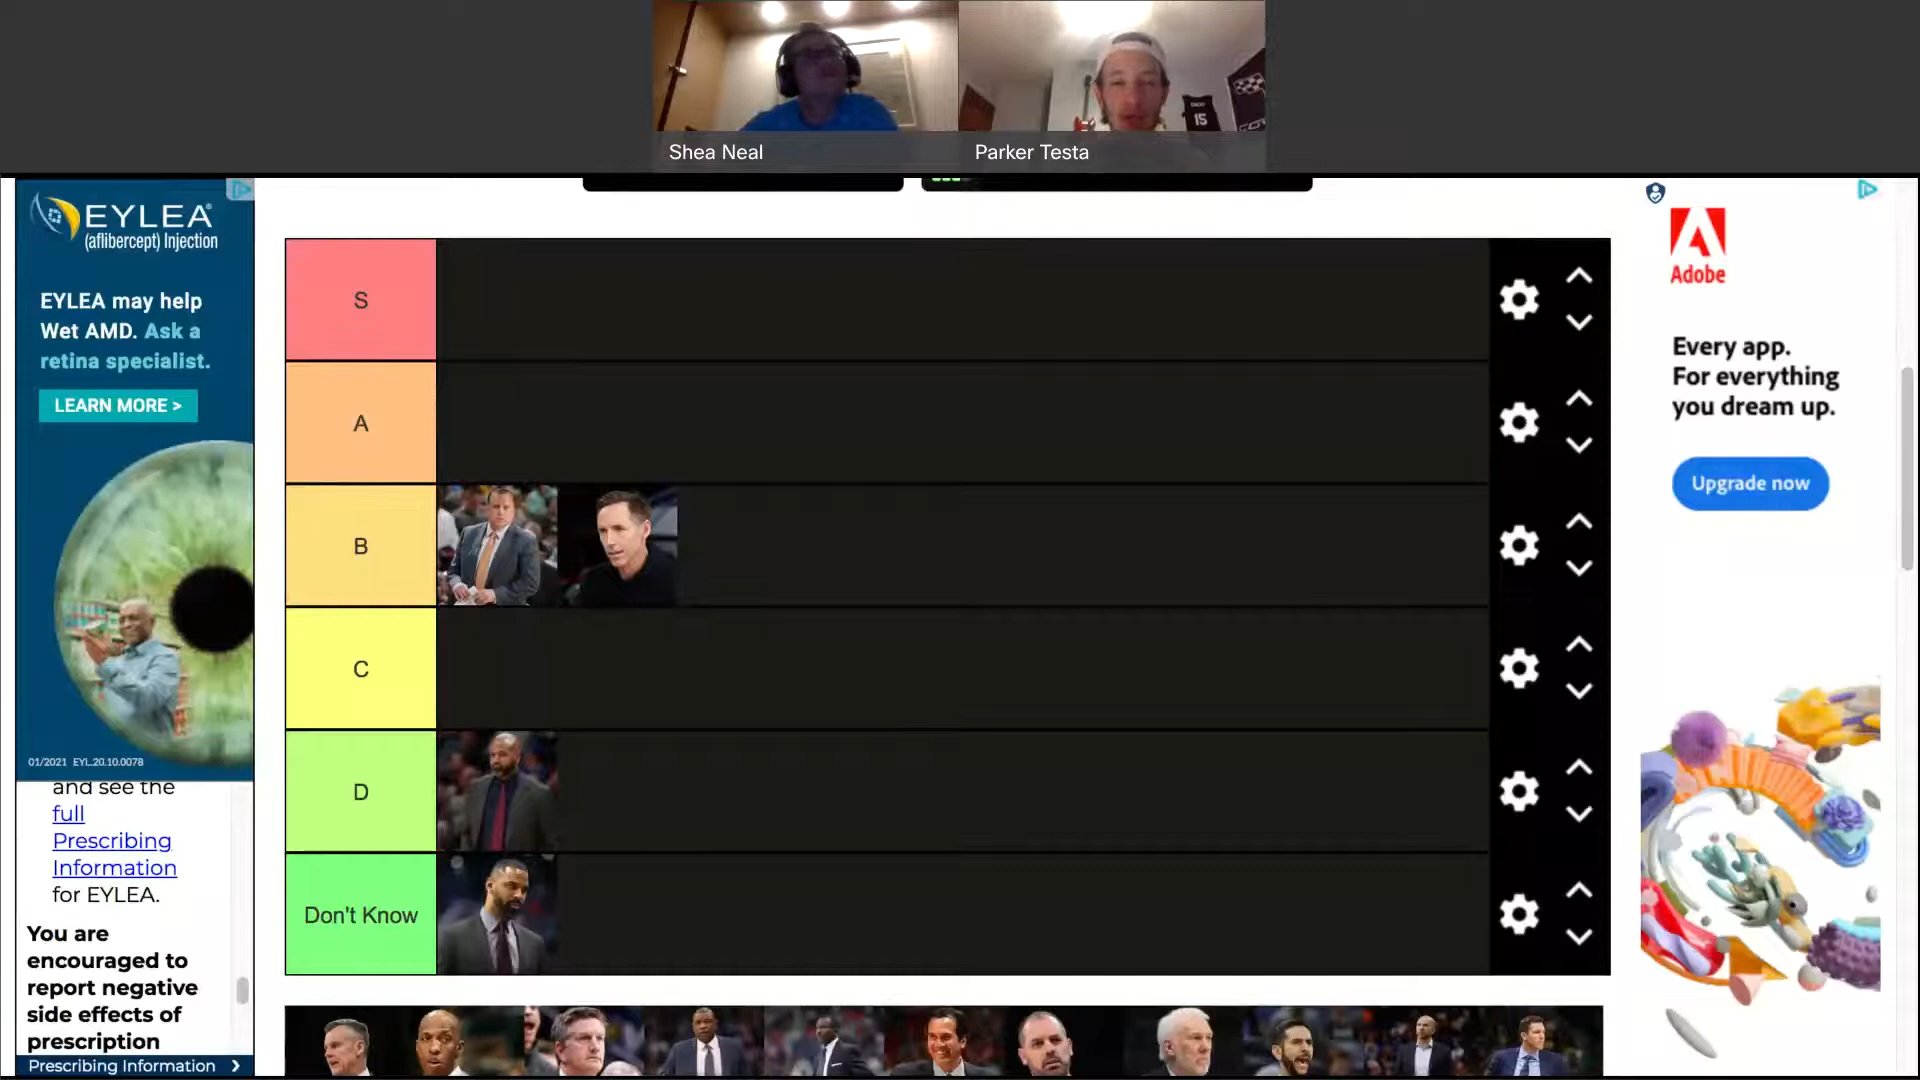 Shea Neal
Parker Testa
EYLEA®
(aflibercept) Injection
EYLEA may help
Wet AMD. Ask a
retina specialist.
LEARN MORE >
01/2021 EYL.20.10.0078
and see the
full
Prescribing
Information
for EYLEA.
You are
encouraged to
report negative
side effects of
prescription
Prescribing Information
S
A
B
C
D
Don't Know
Adobe
Every app.
For everything
you dream up.
Upgrade now
15